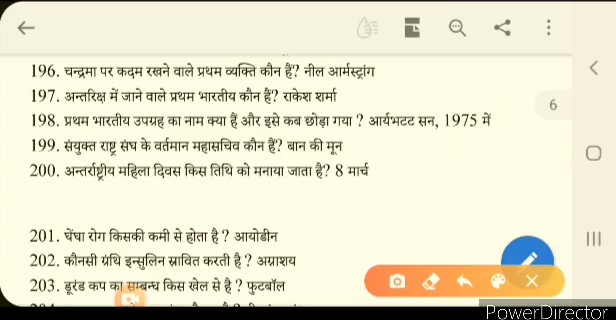 196. चन्द्रमा पर कदम रखने वाले प्रथम व्यक्ति कौन हैं? नील आर्मस्ट्रांग
197. अन्तरिक्ष में जाने वाले प्रथम भारतीय कौन हैं? राकेश शर्मा
6
198. प्रथम भारतीय उपग्रह का नाम क्या हैं और इसे कब छोड़ा गया ? आर्यभटट सन, 1975 में
199. संयुक्त राष्ट्र संघ के वर्तमान महासचिव कौन हैं? बान की मून
200. अन्तर्राष्ट्रीय महिला दिवस किस तिथि को मनाया जाता है? 8 मार्च
201. घेंघा रोग किसकी कमी से होता है ? आयोडीन
202. कौनसी ग्रंथि इन्सुलिन स्रावित करती है ? अग्नाशय
203. डूरंड कप का सम्बन्ध किस खेल से है ? फुटबॉल
PowerDirector